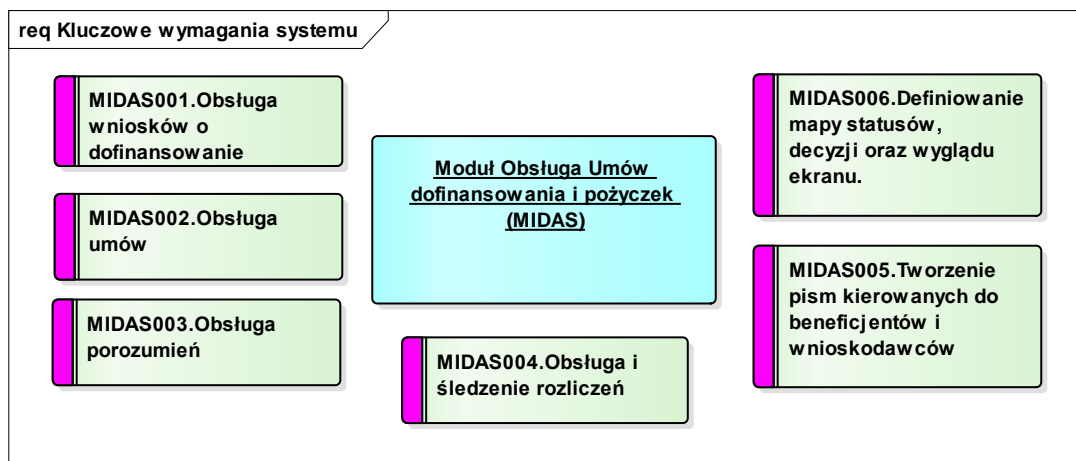 req Kluczowe wymagania systemu
MIDAS001.Obsługa
wniosków o
dofinansowanie
MIDAS002.Obsługa
umów
MIDAS003.Obsługa
porozumień
Moduł Obsługa Umów
dofinansowania i pożyczek
(MIDAS)
MIDAS004.Obsługa i
śledzenie rozliczeń
MIDAS006.Definiowanie
mapy statusów,
decyzji oraz wyglądu
ekranu.
MIDAS005.Tworzenie
pism kierowanych do
beneficjentów i
wnioskodawców